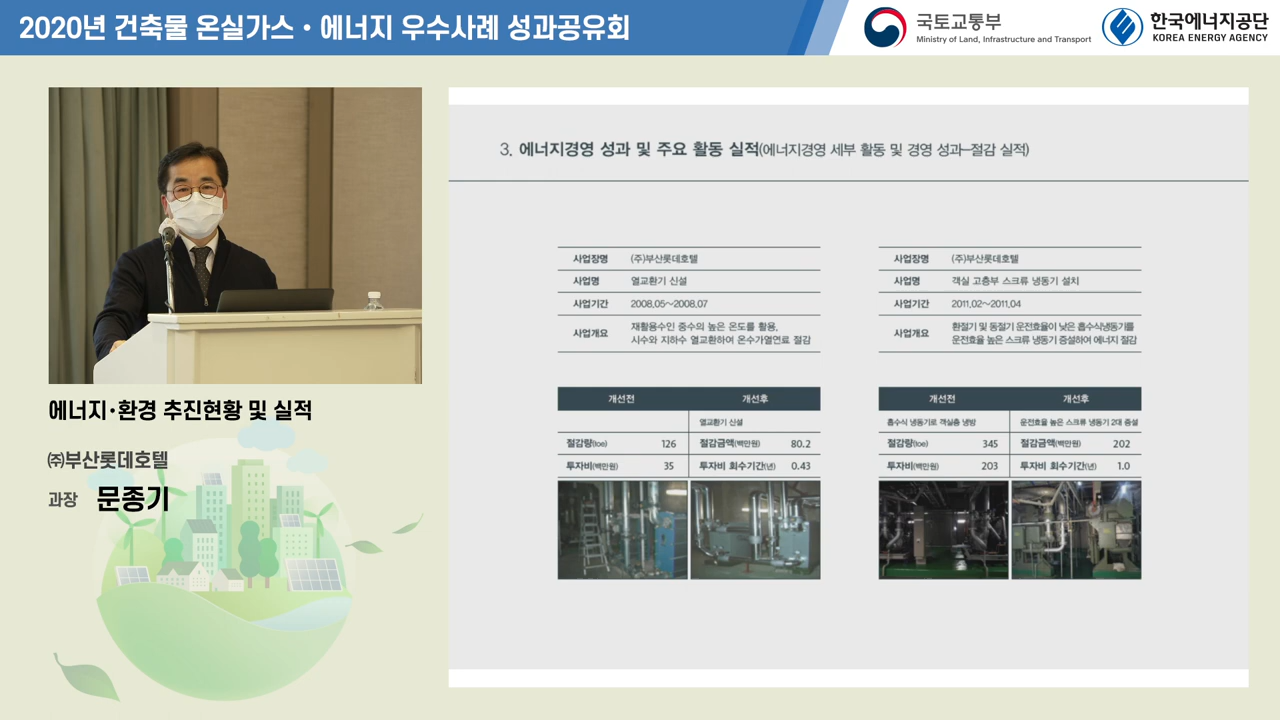 2020년 건축물 온실가스 · 에너지 우수사례 성과공유회
국토교통부
Ministry of Land, Infrastructure and Transport
한국에너지공단
KOREA ENERGY AGENCY
에너지·환경 추진현황 및 실적
㈜부산롯데호텔
과장 문종기
3. 에너지경영 성과 및 주요 활동 실적(에너지경영 세부 활동 및 경영 성과-절감 실적)
사업장명 (주)부산롯데호텔
사업명 열교환기 신설
사업기간 2008.05~2008.07
사업개요 재활용수인 중수의 높은 온도를 활용,
시수와 지하수 열교환하여 온수가열연료 절감
개선전 개선후
열교환기 신설
절감량(toe) 126 절감금액(백만원) 80.2
투자비(백만원) 35 투자비 회수기간(년) 0.43
사업장명 (주)부산롯데호텔
사업명 객실 고층부 스크류 냉동기 설치
사업기간 2011.02~2011.04
사업개요 환절기 및 동절기 운전효율이 낮은 흡수식냉동기를
운전효율 높은 스크류 냉동기 증설하여 에너지 절감
개선전 개선후
흡수식 냉동기로 객실층 냉방 운전효율 높은 스크류 냉동기 2대 증설
절감량(toe) 345 절감금액(백만원) 202
투자비(백만원) 203 투자비 회수기간(년) 1.0